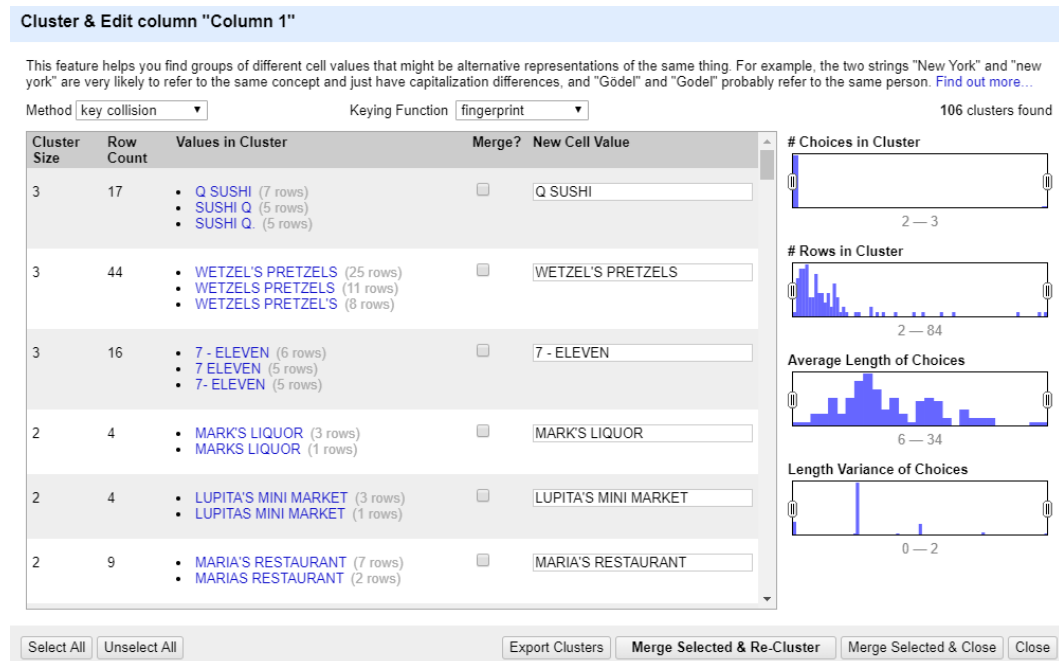 Cluster & Edit column "Column 1"
This feature helps you find groups of different cell values that might be alternative representations of the same thing. For example, the two strings "New York" and "new
york" are very likely to refer to the same concept and just have capitalization differences, and "Gödel" and "Godel" probably refer to the same person. Find out more...
Method key collision Keying Function fingerprint 106 clusters found
Cluster Size Row Count Values in Cluster Merge? New Cell Value
3 17 • Q SUSHI (7 rows) Q SUSHI
• SUSHI Q (5 rows)
• SUSHI Q. (5 rows)
3 44 • WETZEL'S PRETZELS (25 rows) WETZEL'S PRETZELS
• WETZELS PRETZELS (11 rows)
• WETZELS PRETZEL'S (8 rows)
3 16 • 7 - ELEVEN (6 rows) 7 - ELEVEN
• 7 ELEVEN (5 rows)
• 7- ELEVEN (5 rows)
2 4 • MARK'S LIQUOR (3 rows) MARK'S LIQUOR
• MARKS LIQUOR (1 rows)
2 4 • LUPITA'S MINI MARKET (3 rows) LUPITA'S MINI MARKET
• LUPITAS MINI MARKET (1 rows)
2 9 • MARIA'S RESTAURANT (7 rows) MARIA'S RESTAURANT
• MARIAS RESTAURANT (2 rows)
# Choices in Cluster
2 — 3
# Rows in Cluster
2 — 84
Average Length of Choices
6 — 34
Length Variance of Choices
0 — 2
Select All Unselect All Export Clusters Merge Selected & Re-Cluster Merge Selected & Close Close